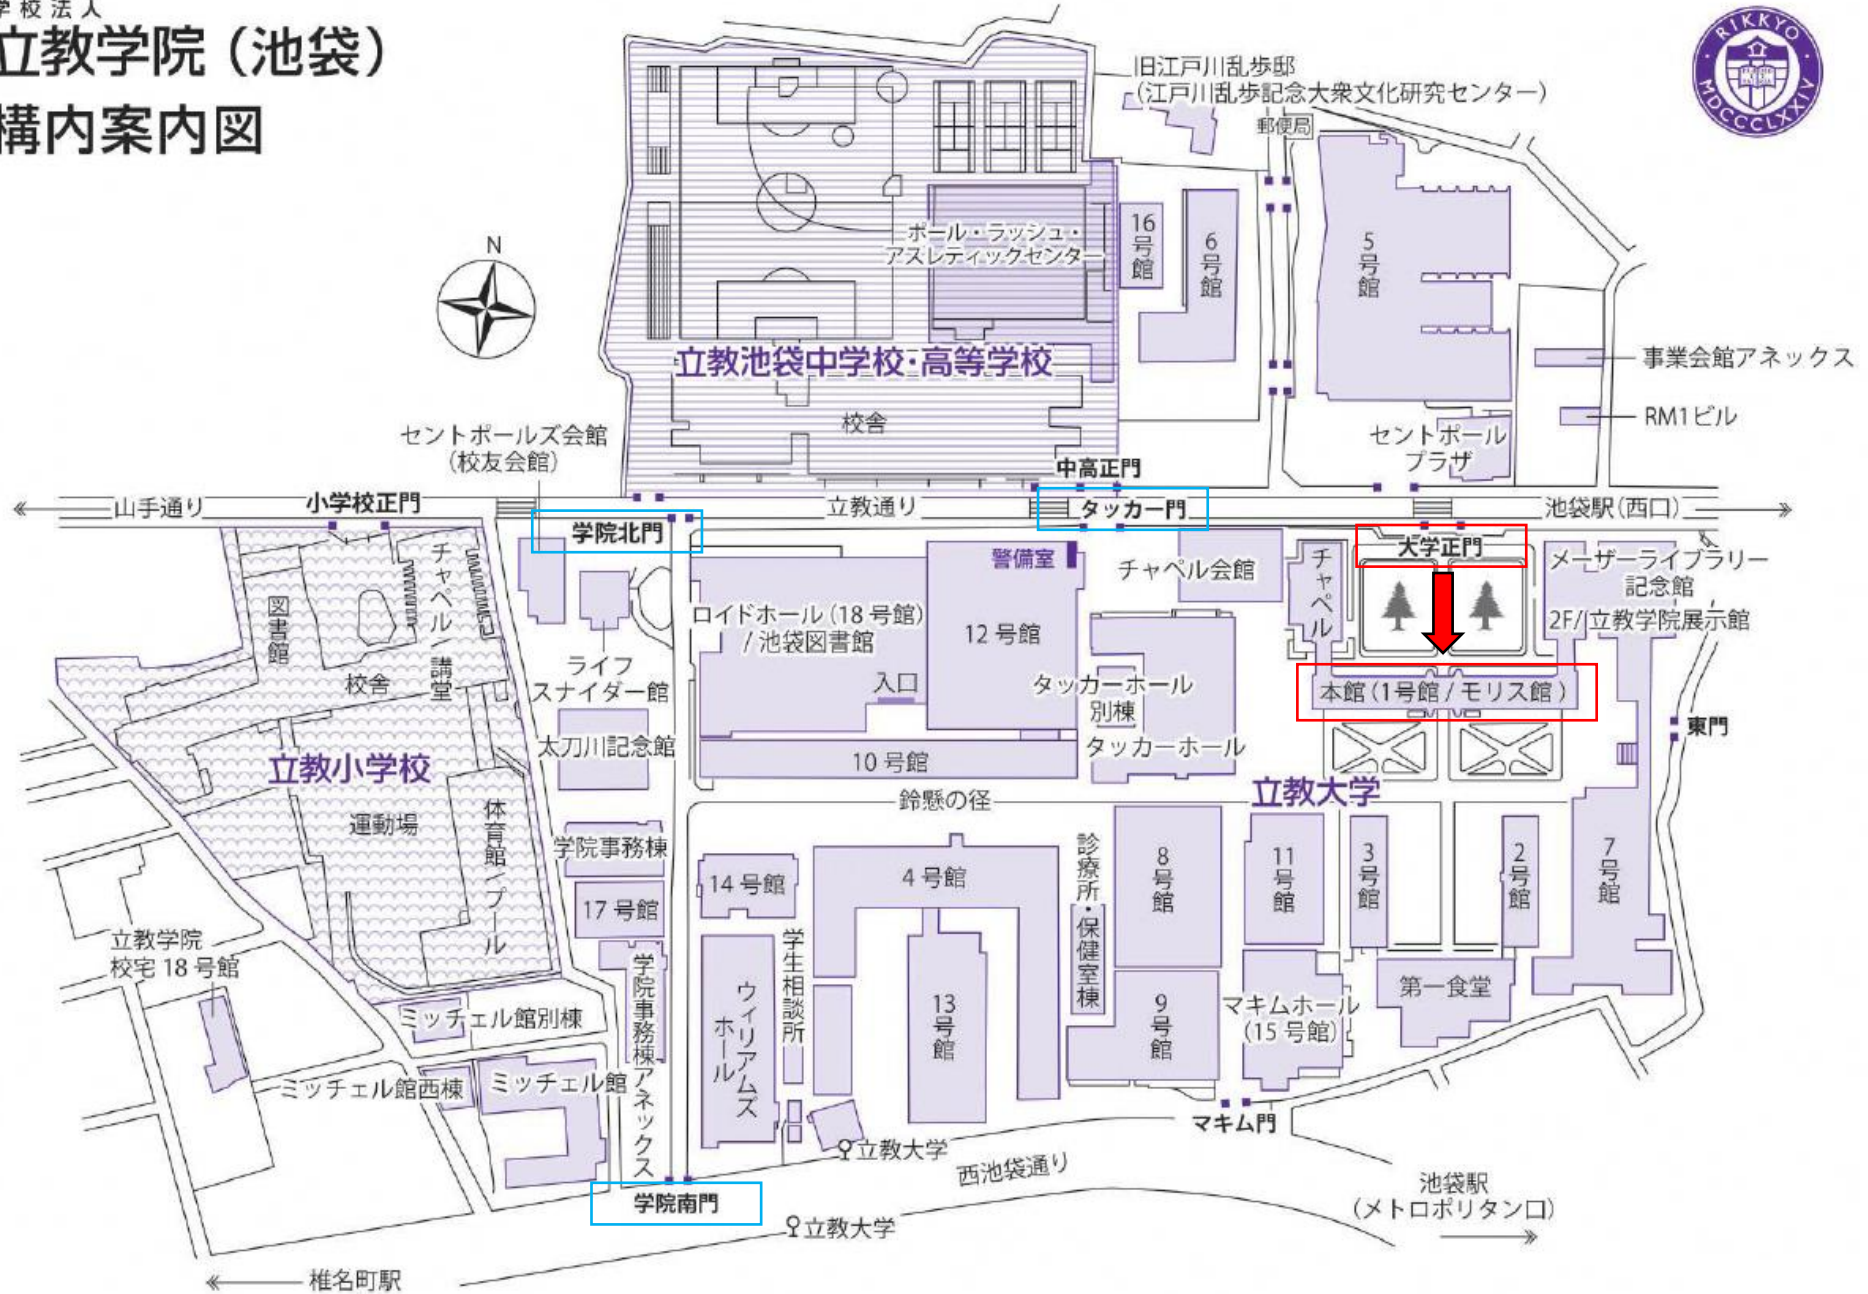 学校法人
立教学院（池袋）
構内案内図
RIKKYO
MDCCCLXXIV
N
旧江戸川乱歩邸
（江戸川乱歩記念大衆文化研究センター）
郵便局
ポール・ラッシュ・
アスレティックセンター
16号館
6号館
5号館
事業会館アネックス
RM1ビル
立教池袋中学校・高等学校
校舎
セントポールズ会館
（校友会館）
セントポール
プラザ
中高正門
山手通り
小学校正門
立教通り
タッカー門
池袋駅（西口）
学院北門
大学正門
警備室
チャペル会館
チャペル
メーザーライブラリー
記念館
2F/立教学院展示館
図書館
チャペル/講堂
校舎
ライフ
スナイダー館
ロイドホール（18号館）
/池袋図書館
入口
12号館
タッカーホール
別棟
タッカーホール
本館（1号館/モリス館）
東門
太刀川記念館
10号館
立教小学校
運動場
体育館/プール
鈴懸の径
立教大学
学院事務棟
14号館
4号館
診療所・保健室棟
8号館
11号館
3号館
2号館
7号館
17号館
立教学院
校宅18号館
学院事務棟アネックス
ウィリアムズ
ホール
学生相談所
13号館
9号館
マキムホール
（15号館）
第一食堂
ミッチェル館別棟
ミッチェル館西棟
ミッチェル館
マキム門
立教大学
西池袋通り
学院南門
立教大学
池袋駅
（メトロポリタン口）
椎名町駅